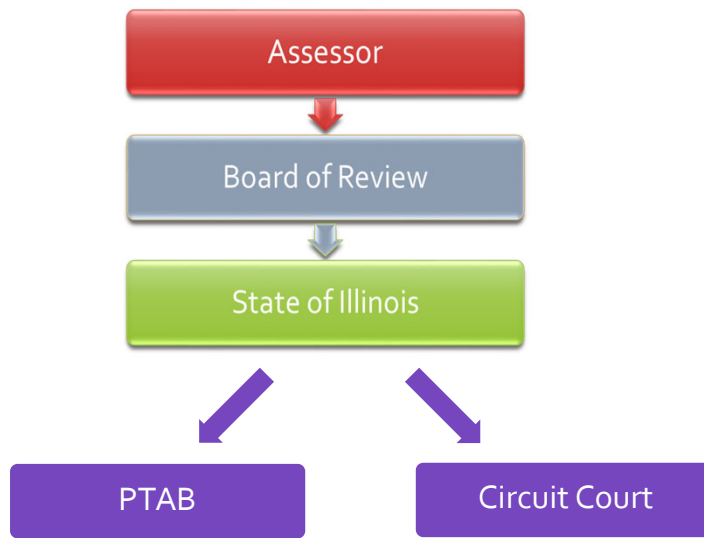 Assessor
Board of Review
State of Illinois
PTAB
Circuit Court